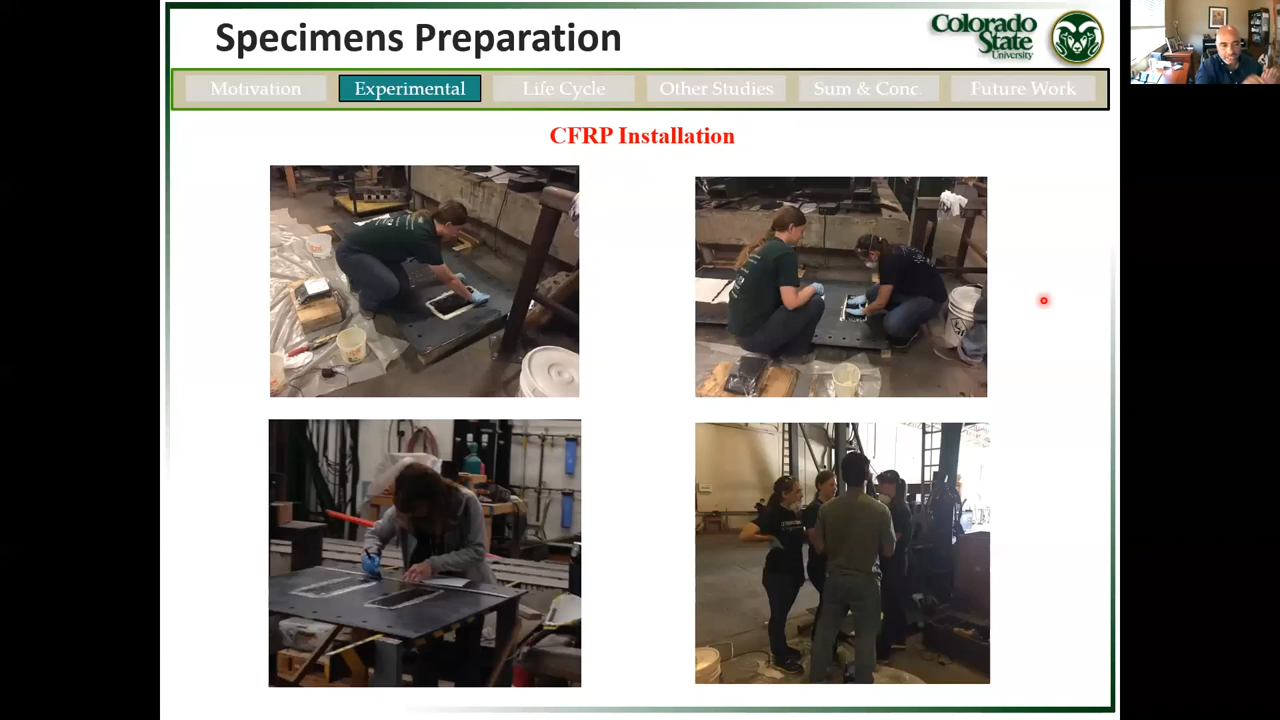 Specimens Preparation
Colorado
State
University
Motivation
Experimental
Life Cycle
Other Studies
Sum & Conc.
Future Work
CFRP Installation